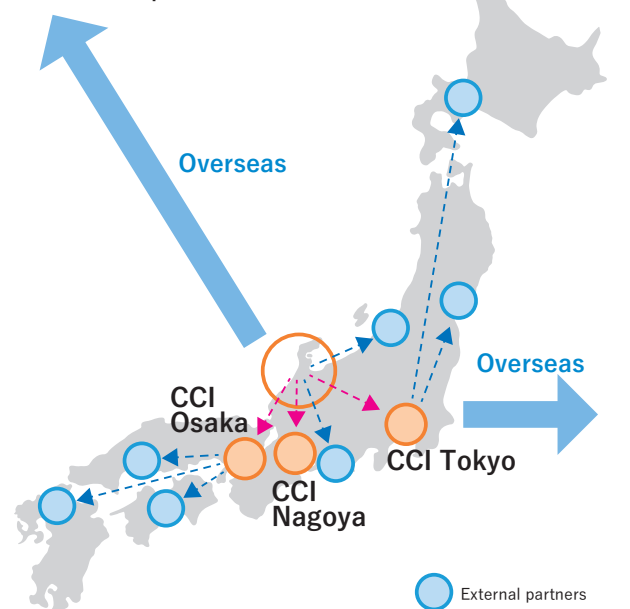 Overseas
Overseas
CCI
Osaka
CCI Tokyo
CCI
Nagoya
External partners